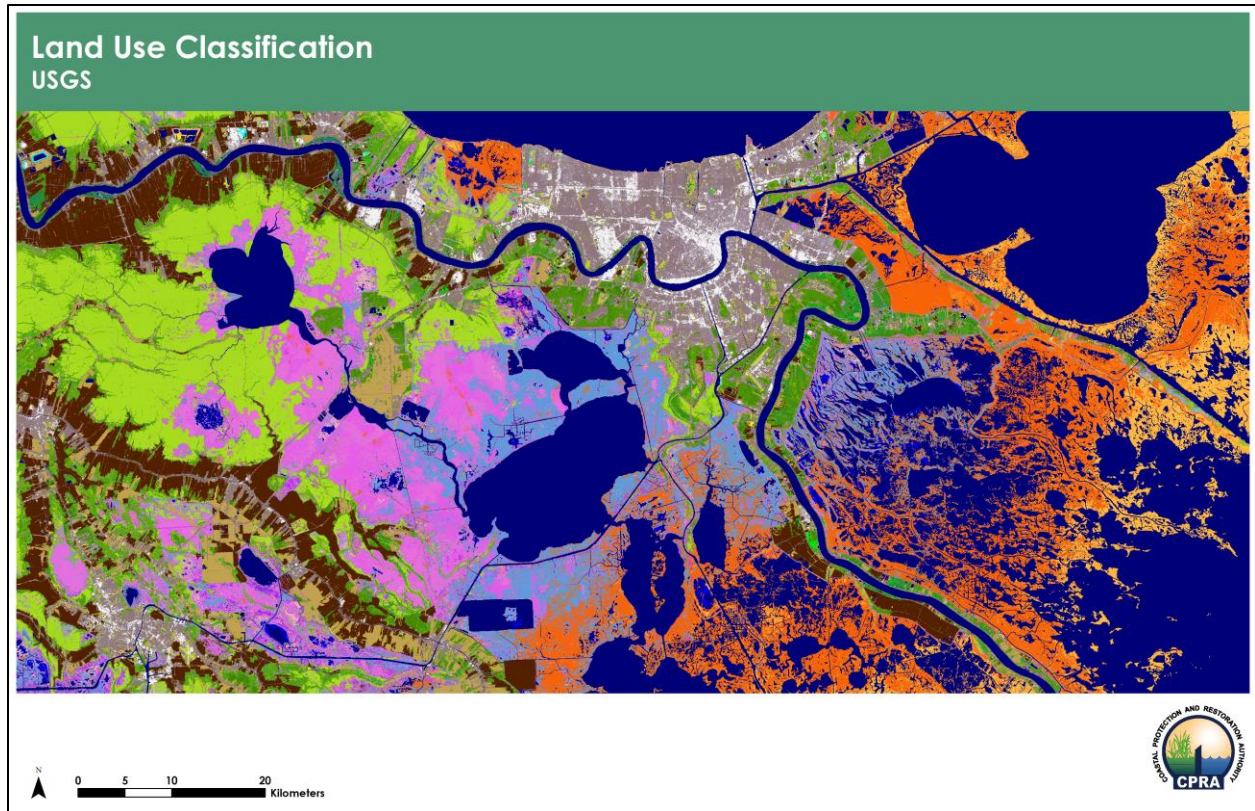 Land Use Classification
USGS
N
0 5 10 20
Kilometers
COASTAL PROTECTION AND RESTORATION AUTHORITY
CPRA